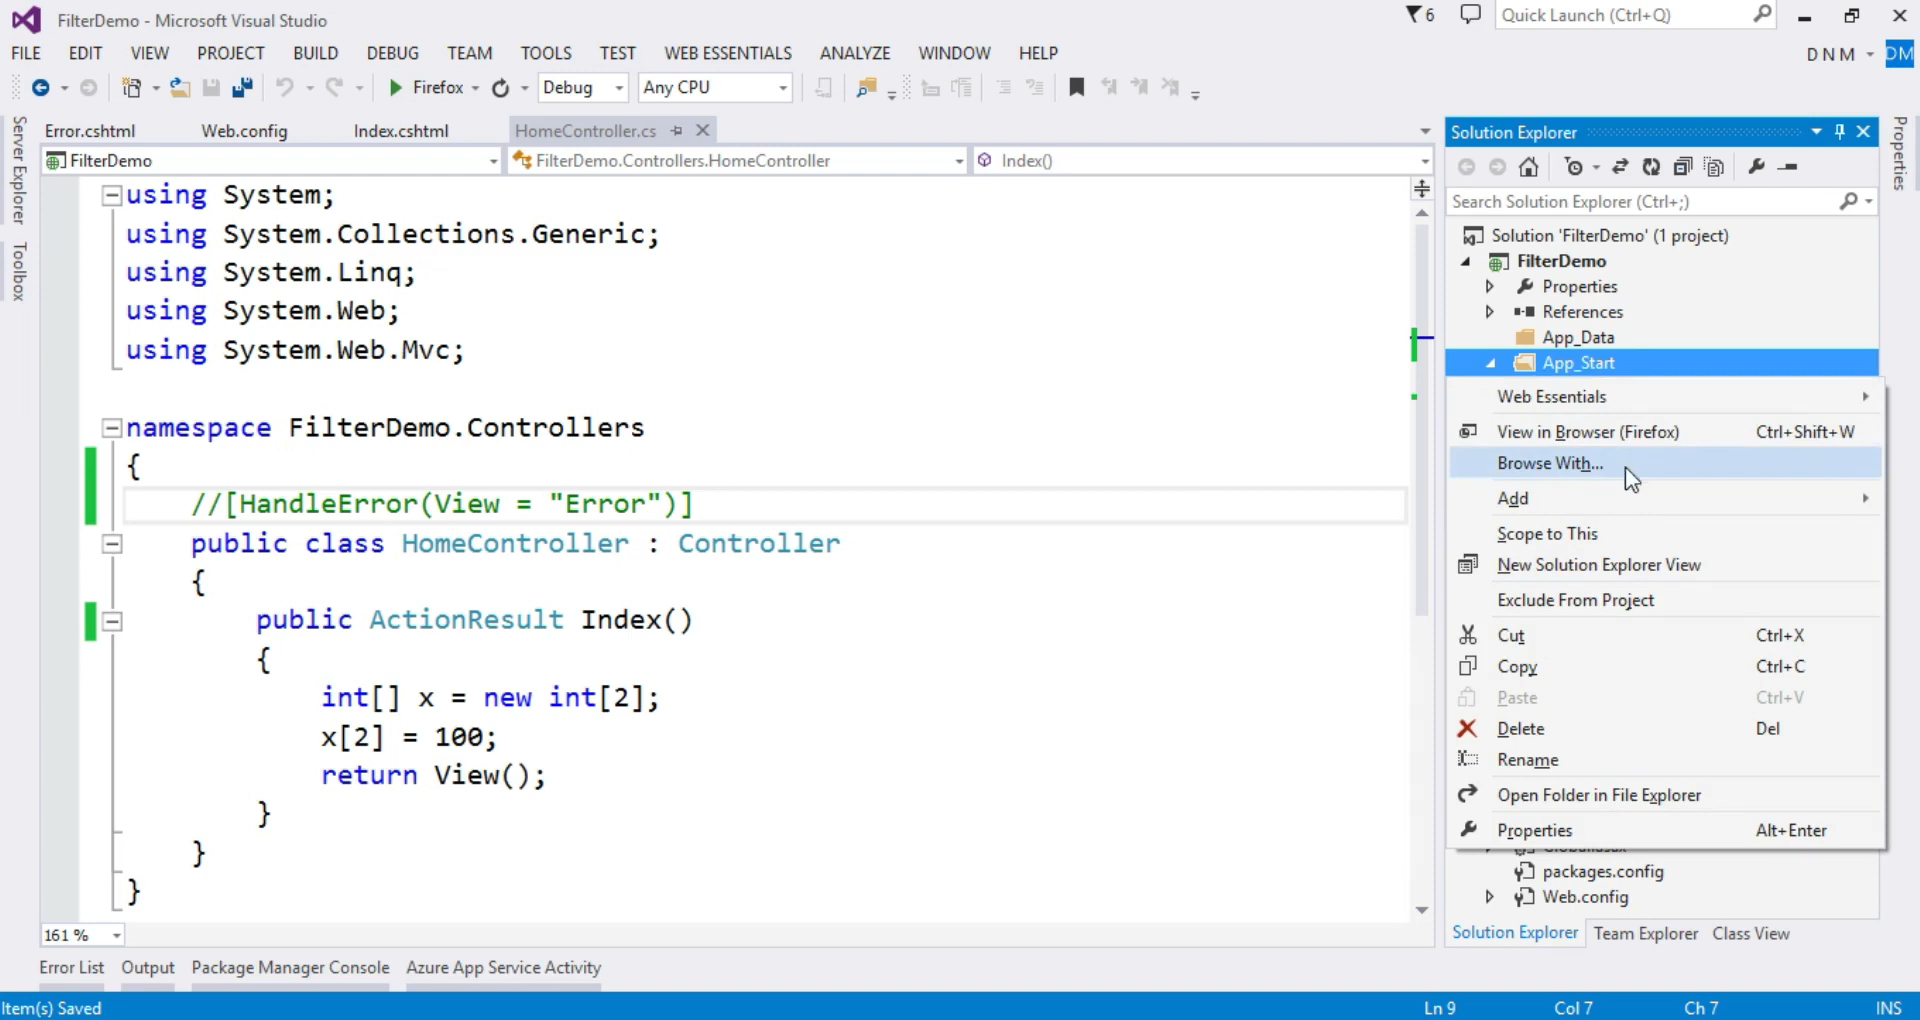 FilterDemo - Microsoft Visual Studio
6
Quick Launch (Ctrl+Q)
FILE EDIT VIEW PROJECT BUILD DEBUG TEAM TOOLS TEST WEB ESSENTIALS ANALYZE WINDOW HELP
D N M
DM
Firefox
Debug
Any CPU
Server Explorer
Toolbox
Error.cshtml
Web.config
Index.cshtml
HomeController.cs
FilterDemo
FilterDemo.Controllers.HomeController
Index()
using System;
using System.Collections.Generic;
using System.Linq;
using System.Web;
using System.Web.Mvc;
namespace FilterDemo.Controllers
{
//[HandleError(View = "Error")]
public class HomeController : Controller
{
public ActionResult Index()
{
int[] x = new int[2];
x[2] = 100;
return View();
}
}
}
161 %
Solution Explorer
Properties
Search Solution Explorer (Ctrl+;)
Solution 'FilterDemo' (1 project)
FilterDemo
Properties
References
App_Data
App_Start
Web Essentials
View in Browser (Firefox) Ctrl+Shift+W
Browse With...
Add
Scope to This
New Solution Explorer View
Exclude From Project
Cut Ctrl+X
Copy Ctrl+C
Paste Ctrl+V
Delete Del
Rename
Open Folder in File Explorer
Properties Alt+Enter
packages.config
Web.config
Solution Explorer Team Explorer Class View
Error List Output Package Manager Console Azure App Service Activity
Item(s) Saved
Ln 9 Col 7 Ch 7 INS